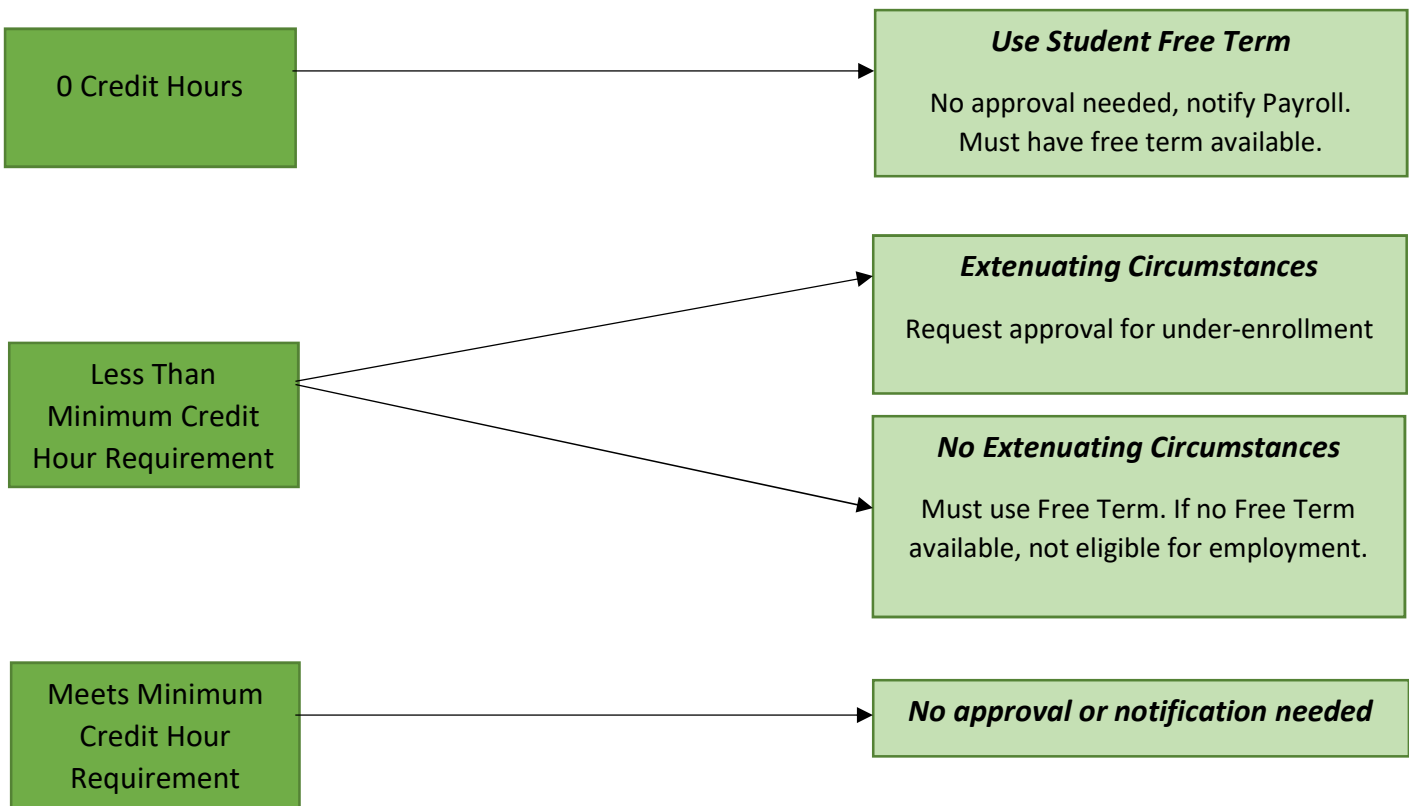 0 Credit Hours
Use Student Free Term
No approval needed, notify Payroll.
Must have free term available.
Less Than
Minimum Credit
Hour Requirement
Extenuating Circumstances
Request approval for under-enrollment
No Extenuating Circumstances
Must use Free Term. If no Free Term
available, not eligible for employment.
Meets Minimum
Credit Hour
Requirement
No approval or notification needed